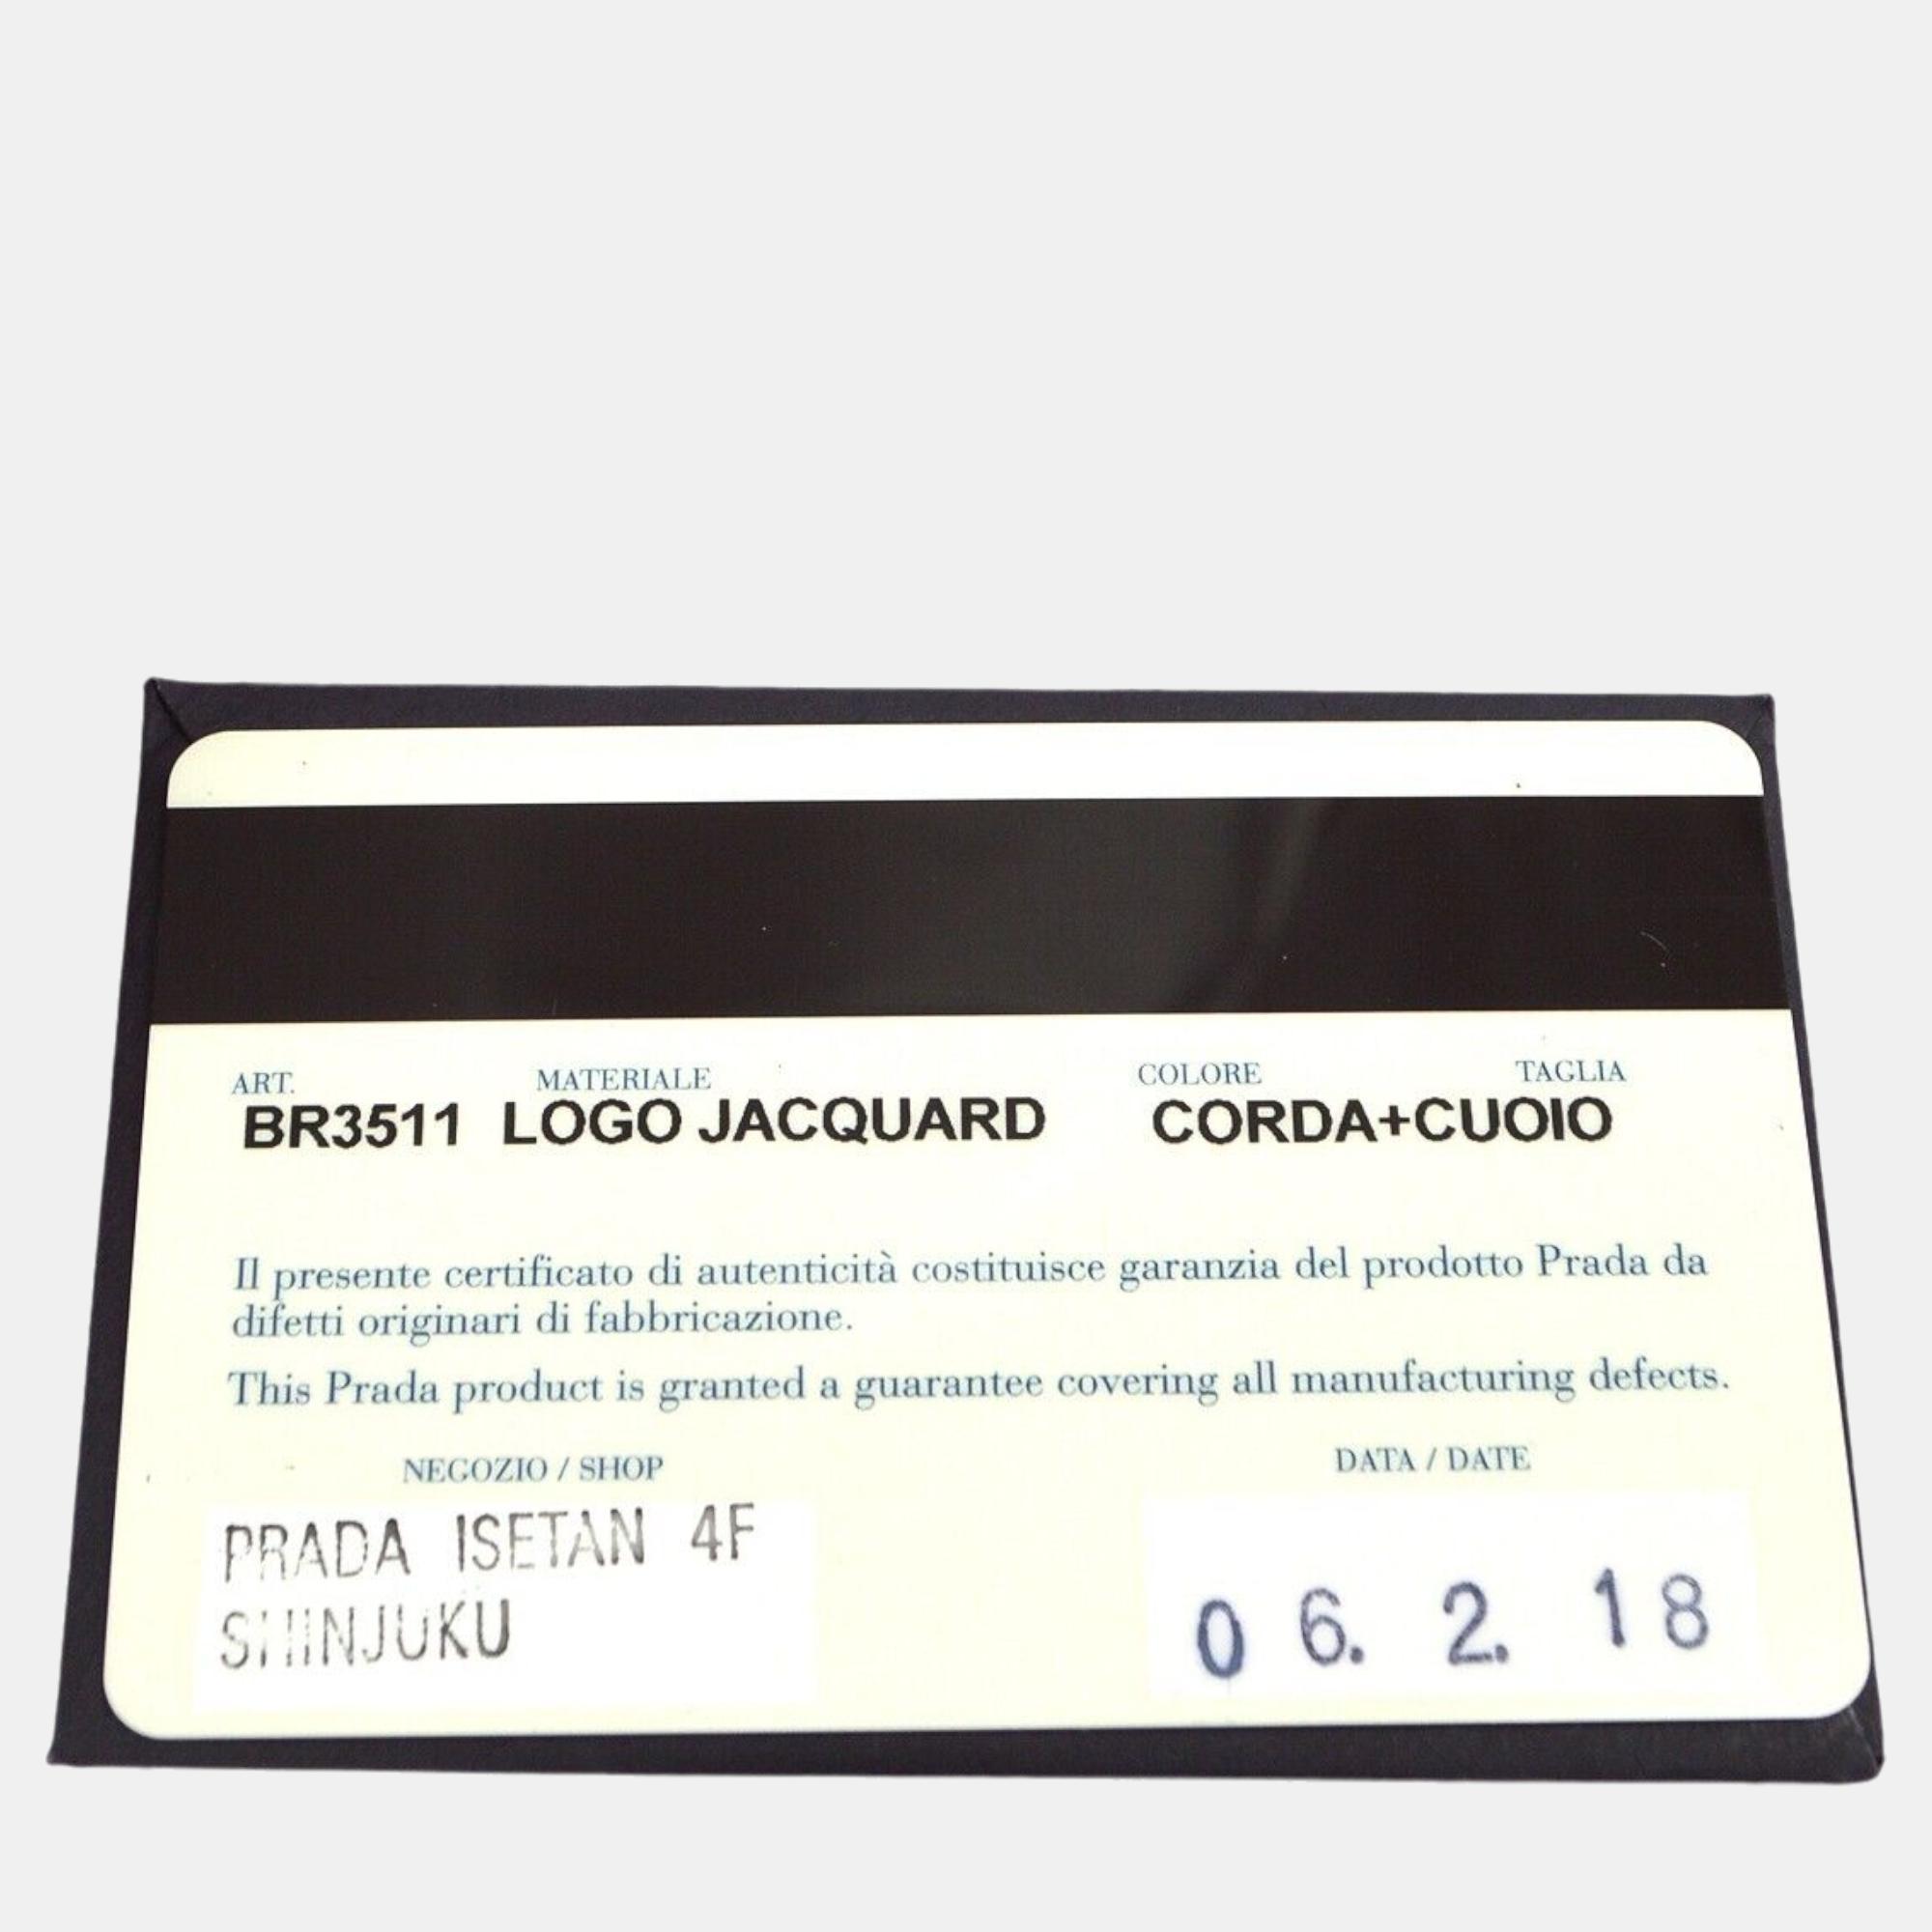 ART. MATERIALE COLORE TAGLIA
BR3511 LOGO JACQUARD CORDA+CUOIO
Il presente certificato di autenticità costituisce garanzia del prodotto Prada da
difetti originari di fabbricazione.
This Prada product is granted a guarantee covering all manufacturing defects.
NEGOZIO / SHOP DATA / DATE
PRADA ISETAN 4F
SHINJUKU
06. 2. 18